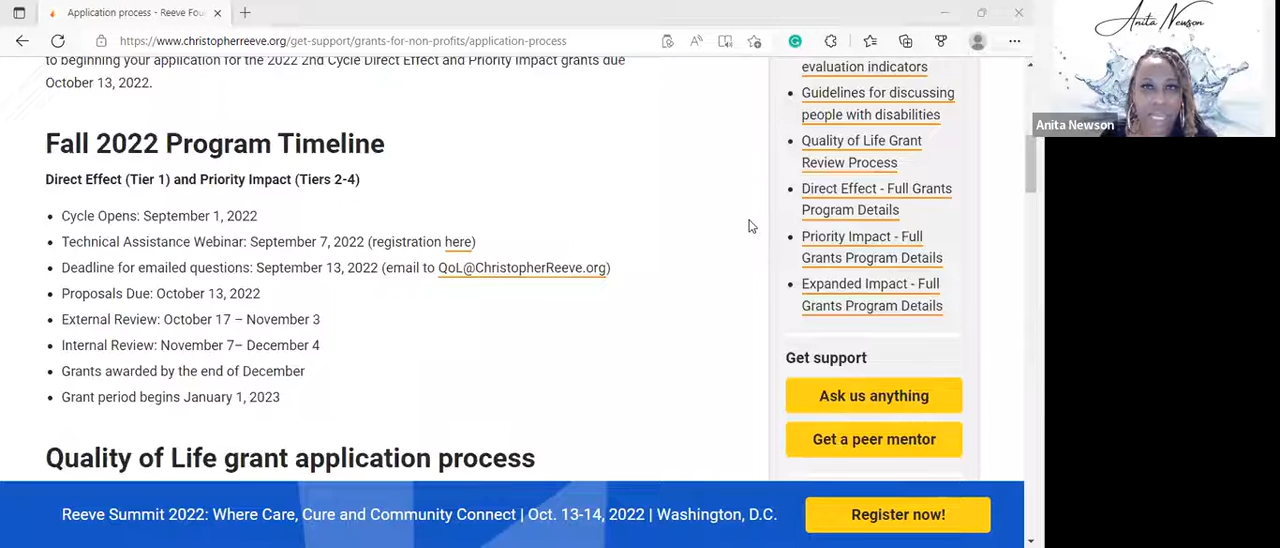 Application process - Reeve Fou
https://www.christopherreeve.org/get-support/grants-for-non-profits/application-process
Anita Newson
Anita Newson
to beginning your application for the 2022 2nd Cycle Direct Effect and Priority Impact grants due
October 13, 2022.
Fall 2022 Program Timeline
Direct Effect (Tier 1) and Priority Impact (Tiers 2-4)
• Cycle Opens: September 1, 2022
• Technical Assistance Webinar: September 7, 2022 (registration here)
• Deadline for emailed questions: September 13, 2022 (email to QoL@ChristopherReeve.org)
• Proposals Due: October 13, 2022
• External Review: October 17 – November 3
• Internal Review: November 7– December 4
• Grants awarded by the end of December
• Grant period begins January 1, 2023
Quality of Life grant application process
evaluation indicators
• Guidelines for discussing
people with disabilities
• Quality of Life Grant
Review Process
• Direct Effect - Full Grants
Program Details
• Priority Impact - Full
Grants Program Details
• Expanded Impact - Full
Grants Program Details
Get support
Ask us anything
Get a peer mentor
Reeve Summit 2022: Where Care, Cure and Community Connect | Oct. 13-14, 2022 | Washington, D.C.
Register now!